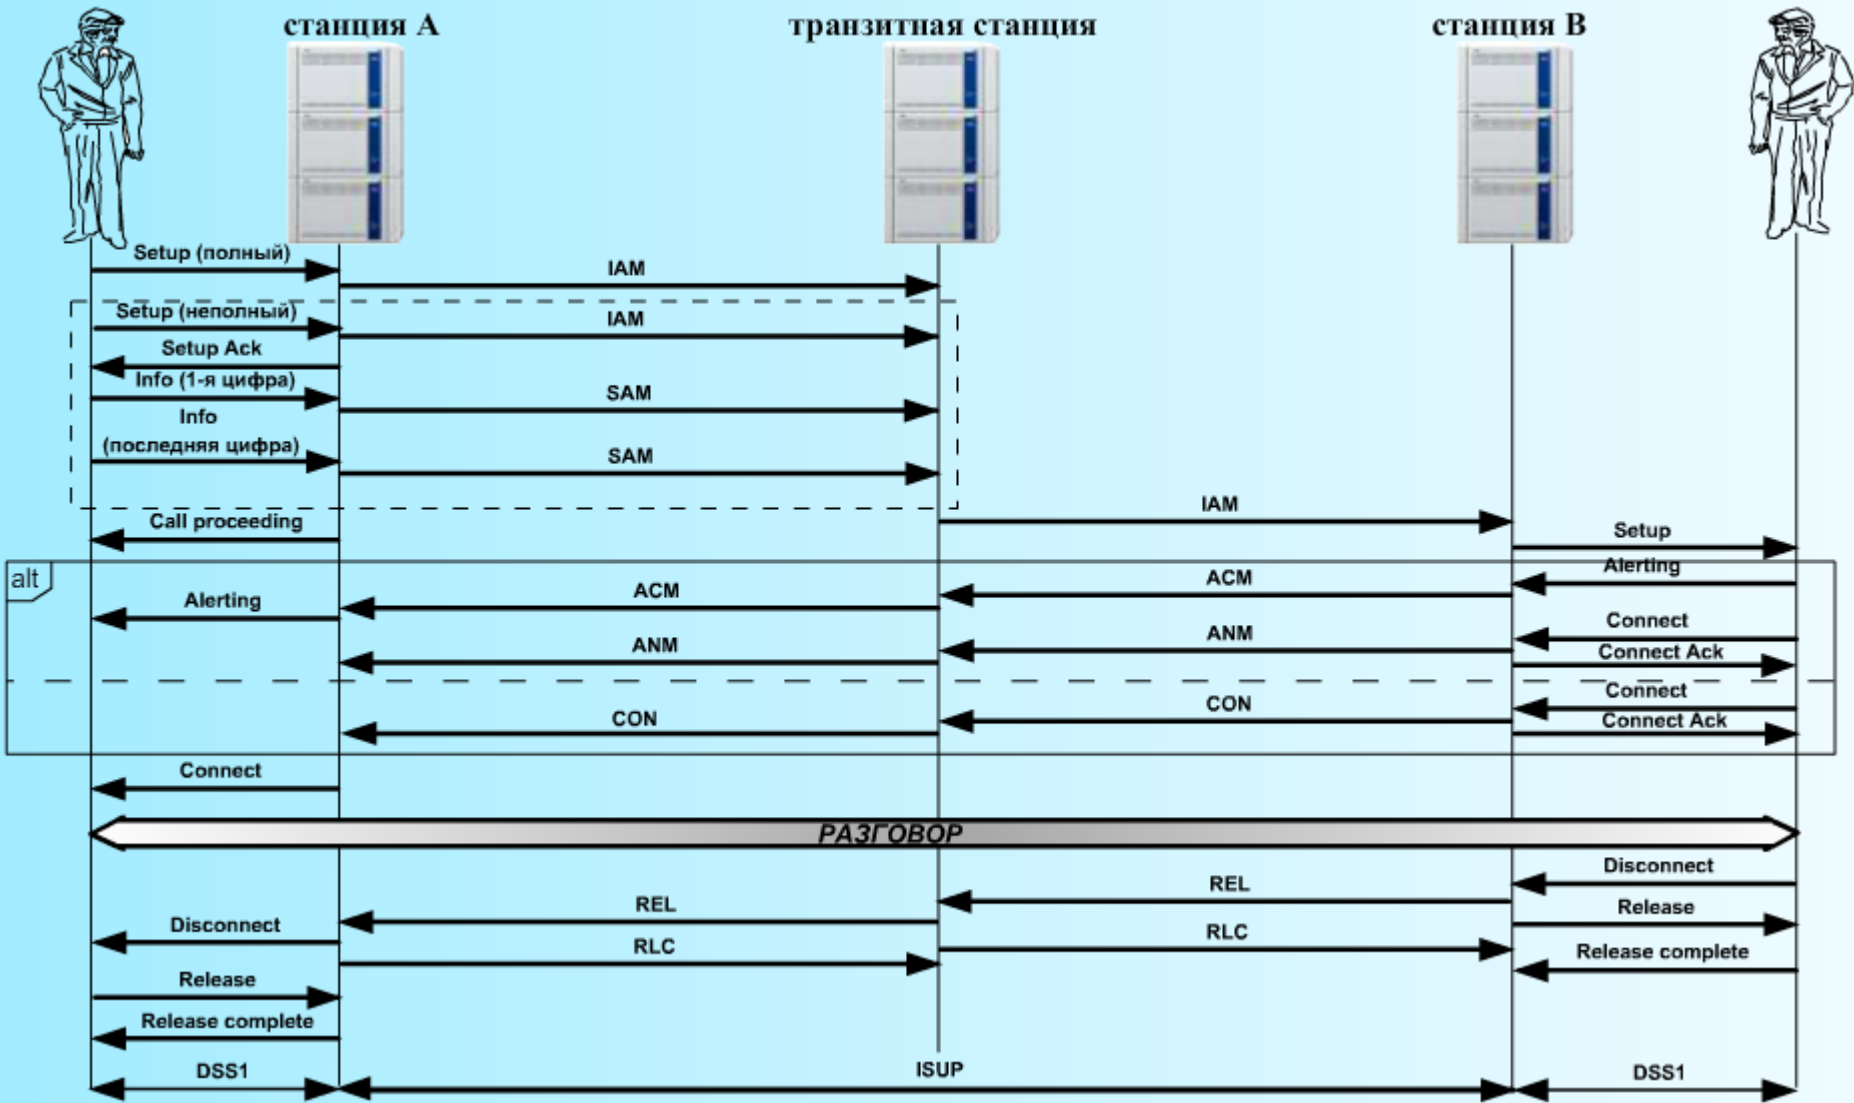 станция А
транзитная станция
станция В
Setup (полный)
IAM
Setup (неполный)
IAM
Setup Ack
Info (1-я цифра)
SAM
Info
(последняя цифра)
SAM
IAM
Call proceeding
Setup
alt
Alerting
ACM
ACM
Alerting
Connect
ANM
ANM
Connect Ack
Connect
CON
CON
Connect Ack
Connect
РАЗГОВОР
Disconnect
REL
REL
Release
Disconnect
RLC
RLC
Release complete
Release
Release complete
DSS1
ISUP
DSS1